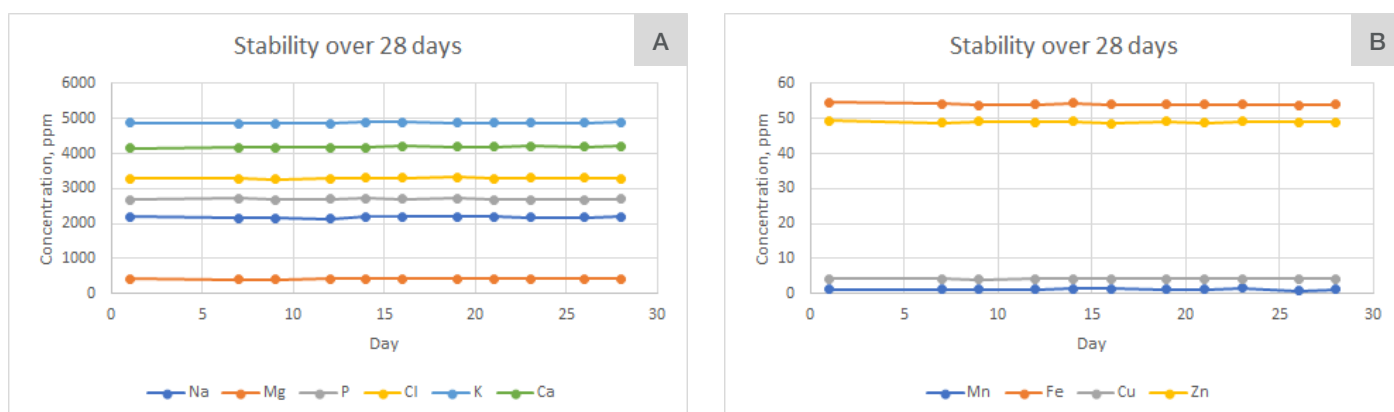 Stability over 28 days
A
6000
5000
4000
3000
2000
1000
0
Concentration, ppm
0 5 10 15 20 25 30
Day
Na Mg P Cl K Ca
Stability over 28 days
B
60
50
40
30
20
10
0
Concentration, ppm
0 5 10 15 20 25 30
Day
Mn Fe Cu Zn